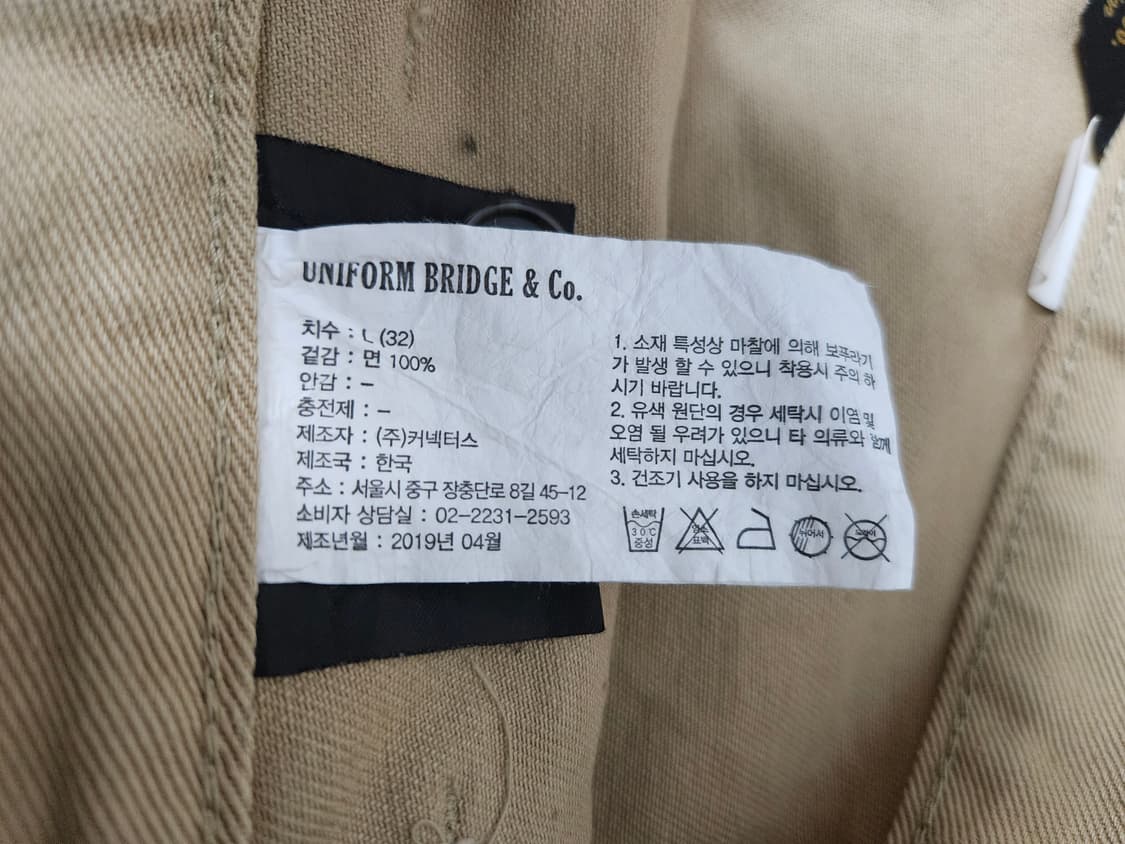 UNIFORM BRIDGE & Co.
치수 : L (32)
겉감 : 면 100%
안감 : –
충전제 : –
제조자 : (주)커넥터스
제조국 : 한국
주소 : 서울시 중구 장충단로 8길 45-12
소비자 상담실 : 02-2231-2593
제조년월 : 2019년 04월
1. 소재 특성상 마찰에 의해 보푸라기
가 발생 할 수 있으니 착용시 주의 하
시기 바랍니다.
2. 유색 원단의 경우 세탁시 이염 및
오염 될 우려가 있으니 타 의류와 함께
세탁하지 마십시오.
3. 건조기 사용을 하지 마십시오.
손세탁
30℃
중성
염소
표백
뉘어서